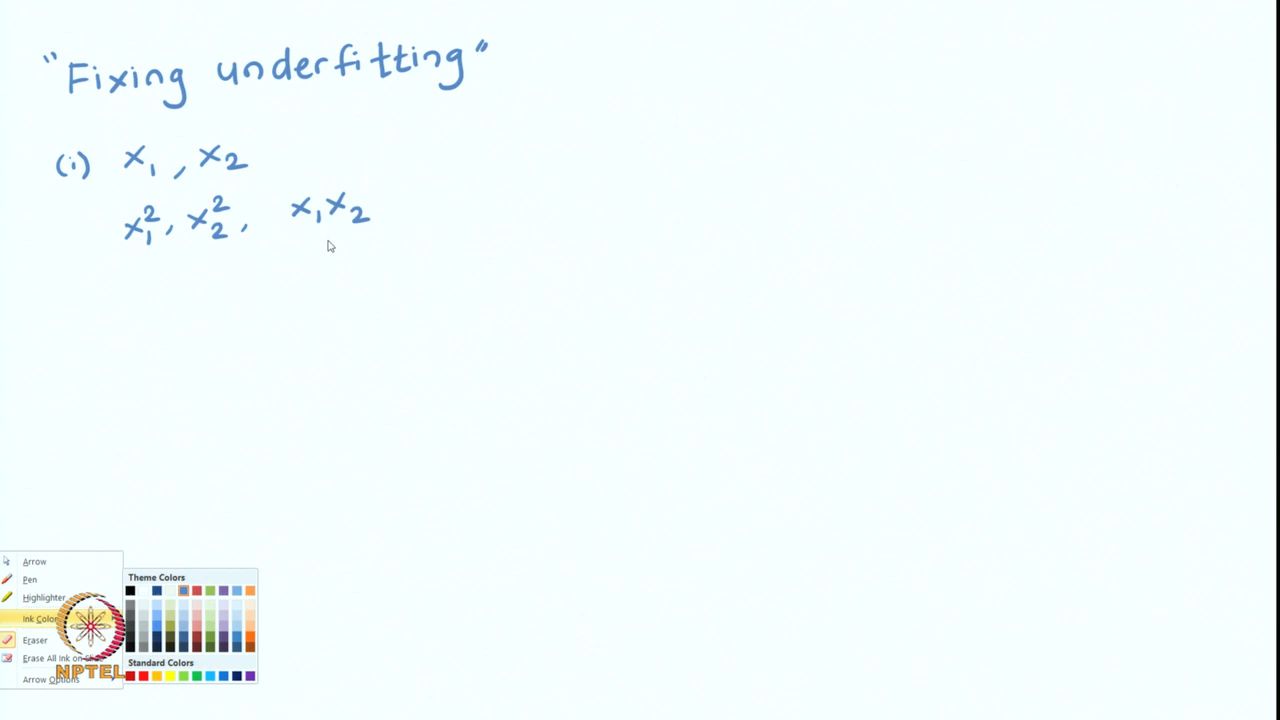 "Fixing underfitting"
(i) x₁, x₂
x₁², x₂², x₁x₂
Arrow
Pen
Highlighter
Ink Color
Eraser
Erase All Ink on Slide
Arrow Options
Theme Colors
Standard Colors
NPTEL